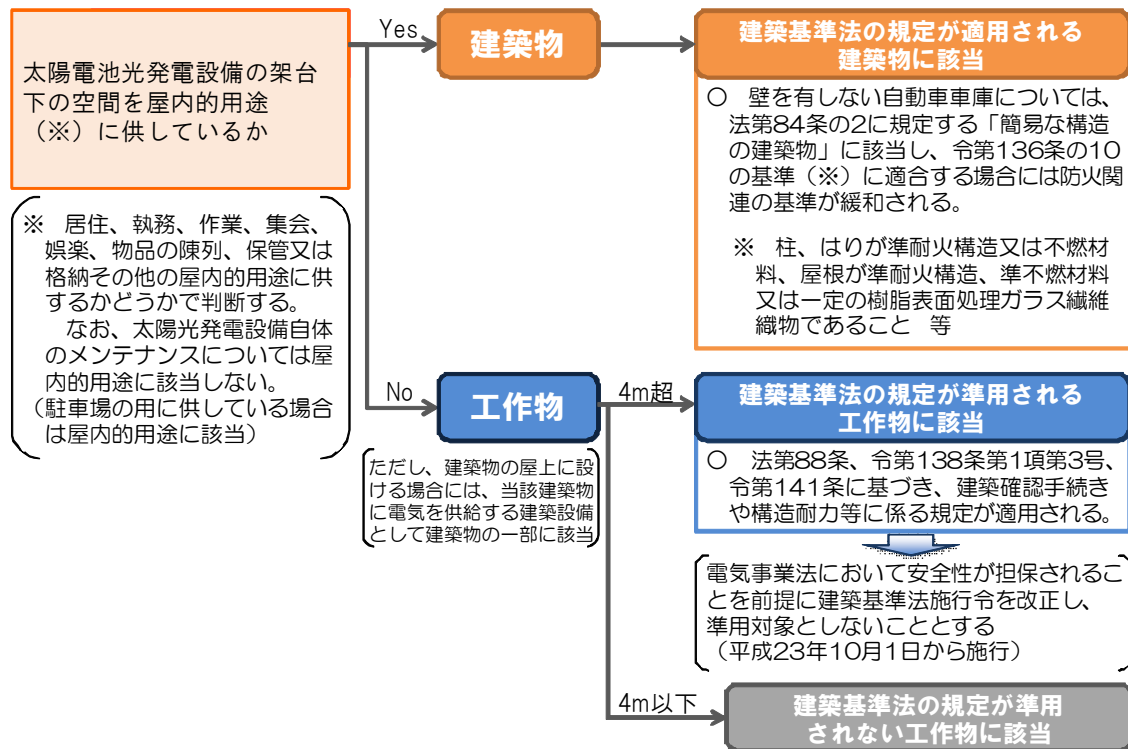 太陽電池光発電設備の架台
下の空間を屋内的用途
（※）に供しているか
※　居住、執務、作業、集会、
娯楽、物品の陳列、保管又は
格納その他の屋内的用途に供
するかどうかで判断する。
なお、太陽光発電設備自体
のメンテナンスについては屋
内的用途に該当しない。
（駐車場の用に供している場合
は屋内的用途に該当）
Yes
建築物
建築基準法の規定が適用される
建築物に該当
○　壁を有しない自動車車庫については、
法第84条の2に規定する「簡易な構造
の建築物」に該当し、令第136条の10
の基準（※）に適合する場合には防火関
連の基準が緩和される。
※　柱、はりが準耐火構造又は不燃材
料、屋根が準耐火構造、準不燃材料
又は一定の樹脂表面処理ガラス繊維
織物であること　等
No
工作物
ただし、建築物の屋上に設
ける場合には、当該建築物
に電気を供給する建築設備
として建築物の一部に該当
4m超
建築基準法の規定が準用される
工作物に該当
○　法第88条、令第138条第1項第3号、
令第141条に基づき、建築確認手続き
や構造耐力等に係る規定が適用される。
電気事業法において安全性が担保されるこ
とを前提に建築基準法施行令を改正し、
準用対象としないこととする
（平成23年10月1日から施行）
4m以下
建築基準法の規定が準用
されない工作物に該当